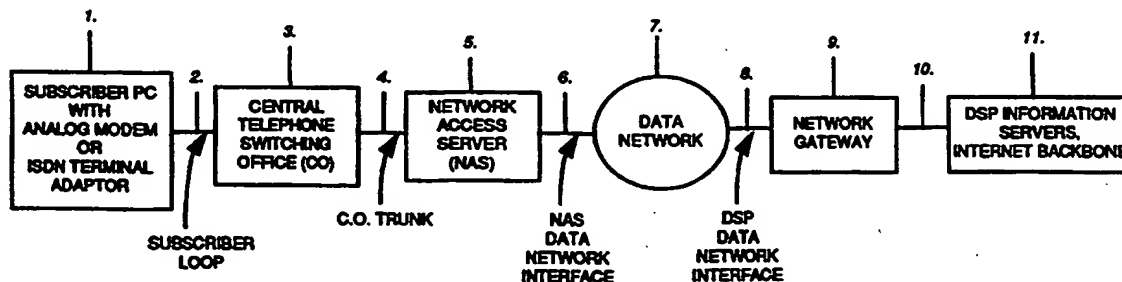 1.
2.
3.
4.
5.
6.
7.
8.
9.
10.
11.
SUBSCRIBER PC
WITH
ANALOG MODEM
OR
ISDN TERMINAL
ADAPTOR
CENTRAL
TELEPHONE
SWITCHING
OFFICE (CO)
NETWORK
ACCESS
SERVER
(NAS)
DATA
NETWORK
NETWORK
GATEWAY
DSP INFORMATION
SERVERS,
INTERNET BACKBONE
SUBSCRIBER
LOOP
C.O. TRUNK
NAS
DATA
NETWORK
INTERFACE
DSP
DATA
NETWORK
INTERFACE